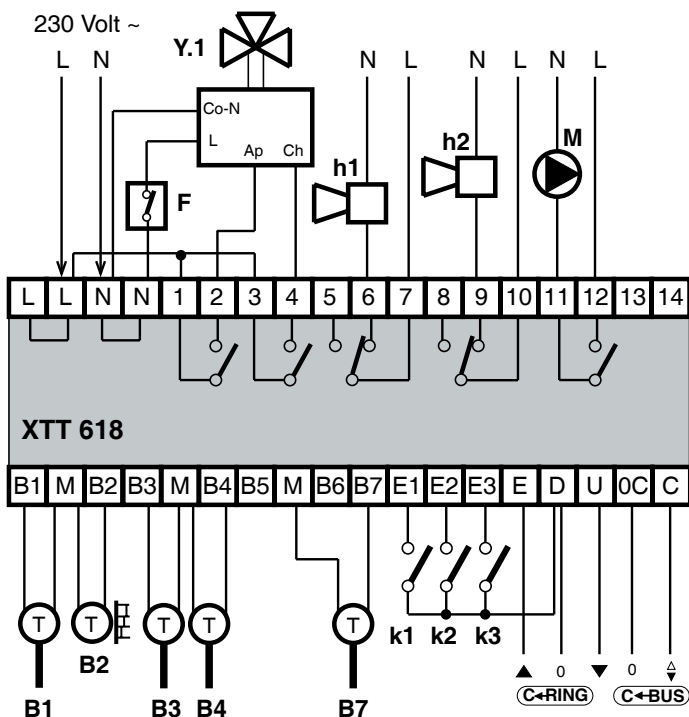 230 Volt ~
L N Y.1 N L N L N L
Co-N
L
Ap Ch
F
h1 h2 M
L L N N 1 2 3 4 5 6 7 8 9 10 11 12 13 14
XTT 618
B1 M B2 B3 M B4 B5 M B6 B7 E1 E2 E3 E D U 0C C
T T T T T
B2
k1 k2 k3
0 0
B1 B3 B4 B7
C◂RING C◂BUS